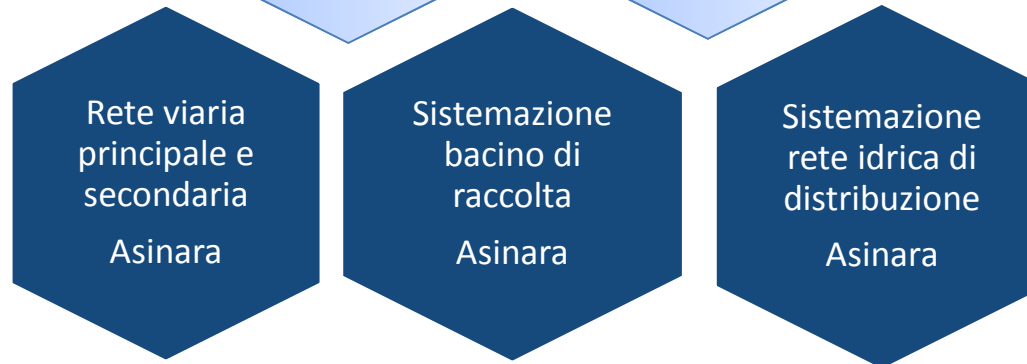 Rete viaria
principale e
secondaria
Asinara
Sistemazione
bacino di
raccolta
Asinara
Sistemazione
rete idrica di
distribuzione
Asinara